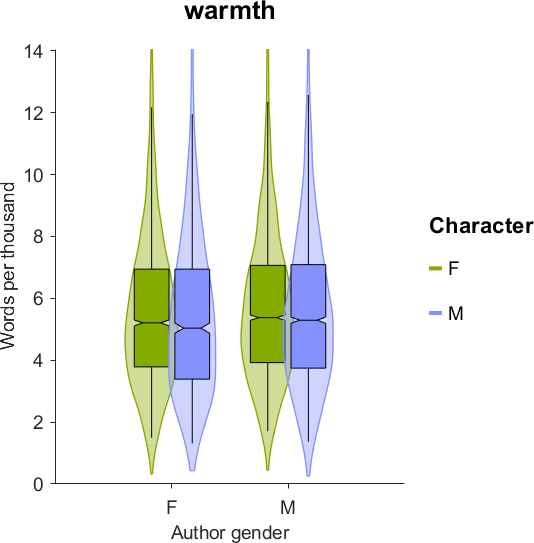 warmth
14
12
10
8
6
4
2
0
Words per thousand
F
M
Author gender
Character
F
M